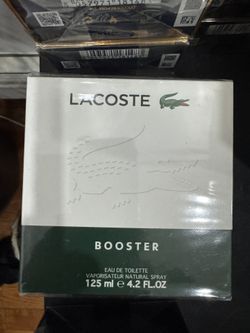 LACOSTE
BOOSTER
EAU DE TOILETTE
VAPORISATEUR NATURAL SPRAY
125 ml ℮ 4.2 FL.OZ